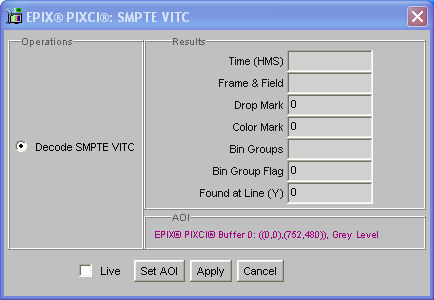 EPIX® PIXCI®: SMPTE VITC
Operations
Decode SMPTE VITC
Results
Time (HMS)
Frame & Field
Drop Mark 0
Color Mark 0
Bin Groups
Bin Group Flag 0
Found at Line (Y) 0
AOI
EPIX® PIXCI® Buffer 0: ((0,0),(752,480)), Grey Level
Live Set AOI Apply Cancel